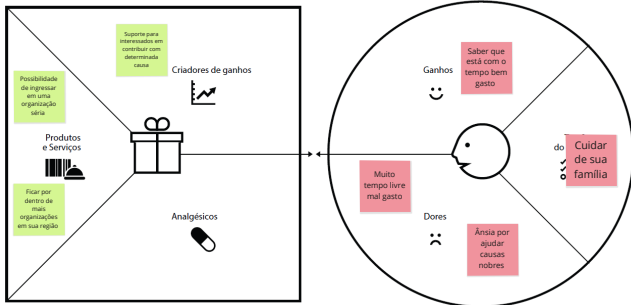 Suporte para
interessados em
contribuir com
determinada
causa
Criadores de ganhos
Possibilidade
de ingressar
em uma
organização
séria
Produtos
e Serviços
Ficar por
dentro de
mais
organizações
em sua região
Analgésicos
Ganhos
Saber que
está com o
tempo bem
gasto
do
Cuidar
de sua
família
Muito
tempo livre
mal gasto
Dores
Ânsia por
ajudar
causas
nobres